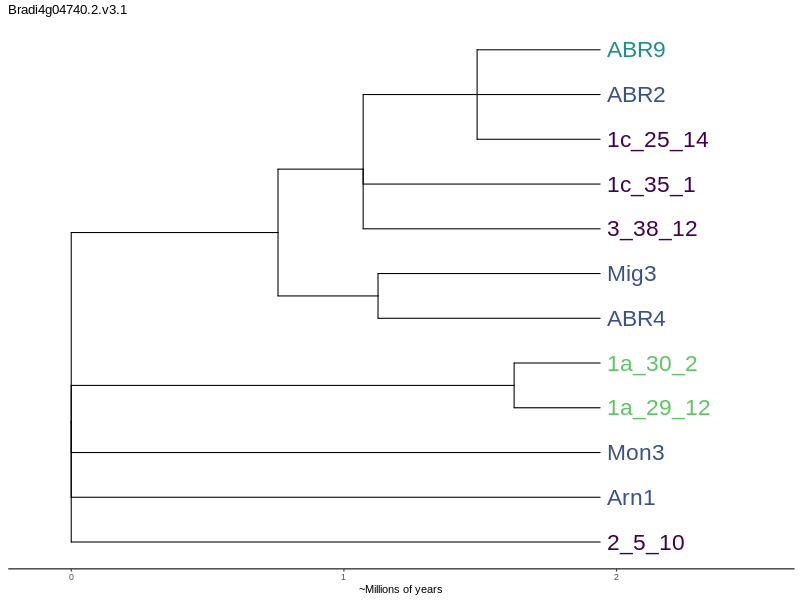 Bradi4g04740.2.v3.1
ABR9
ABR2
1c_25_14
1c_35_1
3_38_12
Mig3
ABR4
1a_30_2
1a_29_12
Mon3
Arn1
2_5_10
0 1 2
~Millions of years